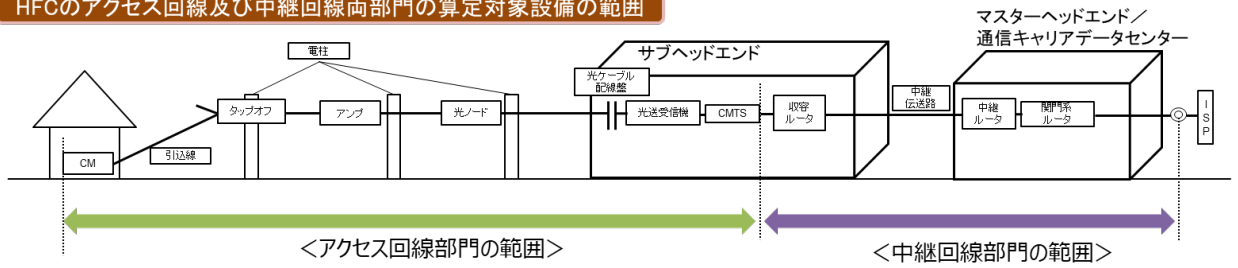 HFCのアクセス回線及び中継回線両部門の算定対象設備の範囲
マスターヘッドエンド／
通信キャリアデータセンター
サブヘッドエンド
電柱
光ケーブル
配線盤
タップオフ
アンプ
光ノード
光送受信機
CMTS
収容
ルータ
中継
伝送路
中継
ルータ
関門系
ルータ
ISP
引込線
CM
＜アクセス回線部門の範囲＞
＜中継回線部門の範囲＞